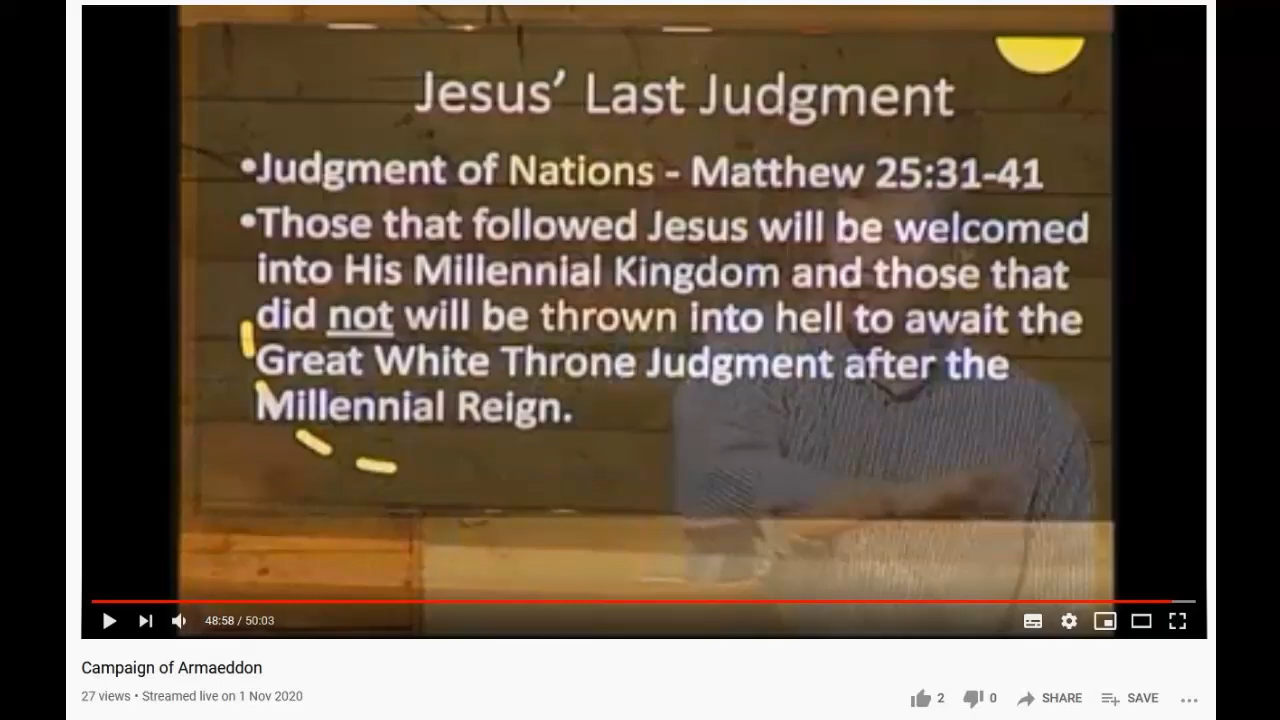 Jesus’ Last Judgment
•Judgment of Nations - Matthew 25:31-41
•Those that followed Jesus will be welcomed
into His Millennial Kingdom and those that
did not will be thrown into hell to await the
Great White Throne Judgment after the
Millennial Reign.
48:58 / 50:03
Campaign of Armaeddon
27 views • Streamed live on 1 Nov 2020
2 0 SHARE SAVE